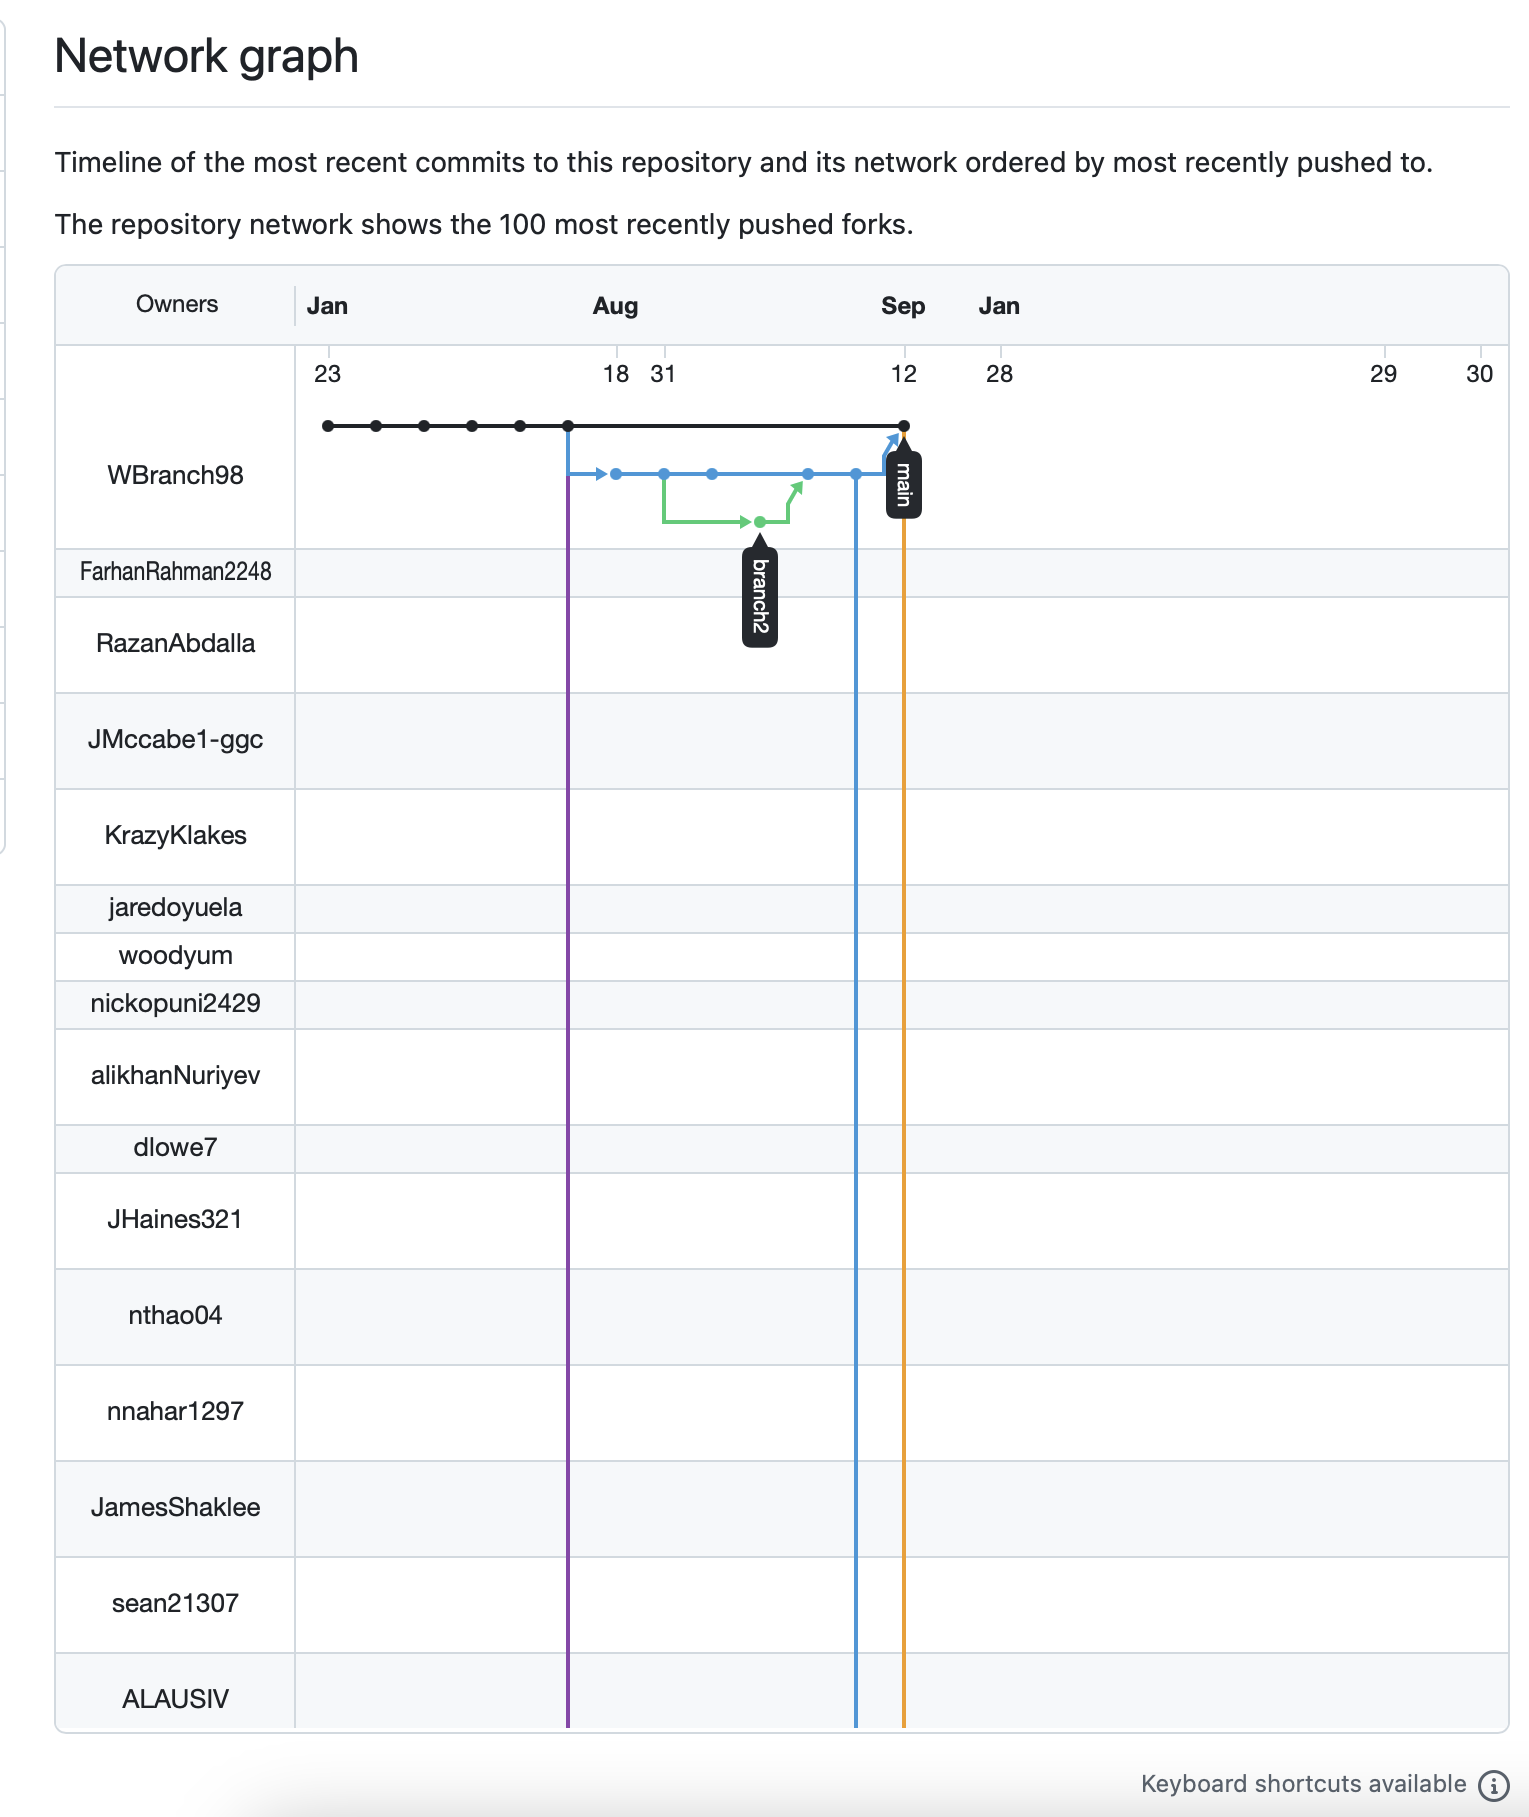 Network graph
Timeline of the most recent commits to this repository and its network ordered by most recently pushed to.
The repository network shows the 100 most recently pushed forks.
Owners Jan Aug Sep Jan
23 18 31 12 28 29 30
WBranch98
main
FarhanRahman2248
branch2
RazanAbdalla
JMccabe1-ggc
KrazyKlakes
jaredoyuela
woodyum
nickopuni2429
alikhanNuriyev
dlowe7
JHaines321
nthao04
nnahar1297
JamesShaklee
sean21307
ALAUSIV
Keyboard shortcuts available